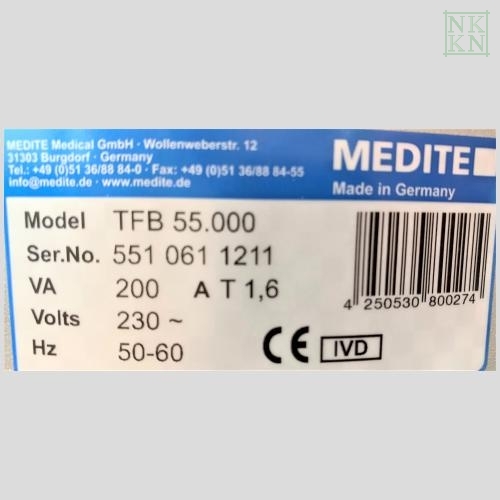 NK
KN
MEDITE Medical GmbH · Wollenweberstr. 12
31303 Burgdorf · Germany
Tel.: +49 (0)51 36/88 84-0 · Fax: +49 (0)51 36/88 84-55
info@medite.de · www.medite.de
MEDITE
Made in Germany
Model TFB 55.000
Ser.No. 551 061 1211
VA 200 A T 1,6
Volts 230 ~
Hz 50-60
4 250530 800274
CE IVD